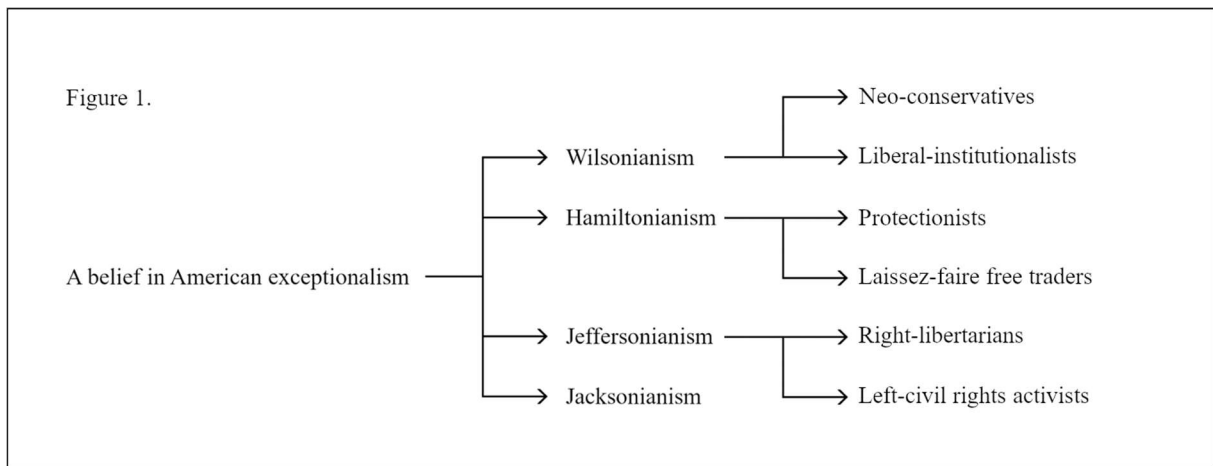 Figure 1.
Neo-conservatives
Wilsonianism
Liberal-institutionalists
Hamiltonianism
Protectionists
A belief in American exceptionalism
Laissez-faire free traders
Jeffersonianism
Right-libertarians
Jacksonianism
Left-civil rights activists